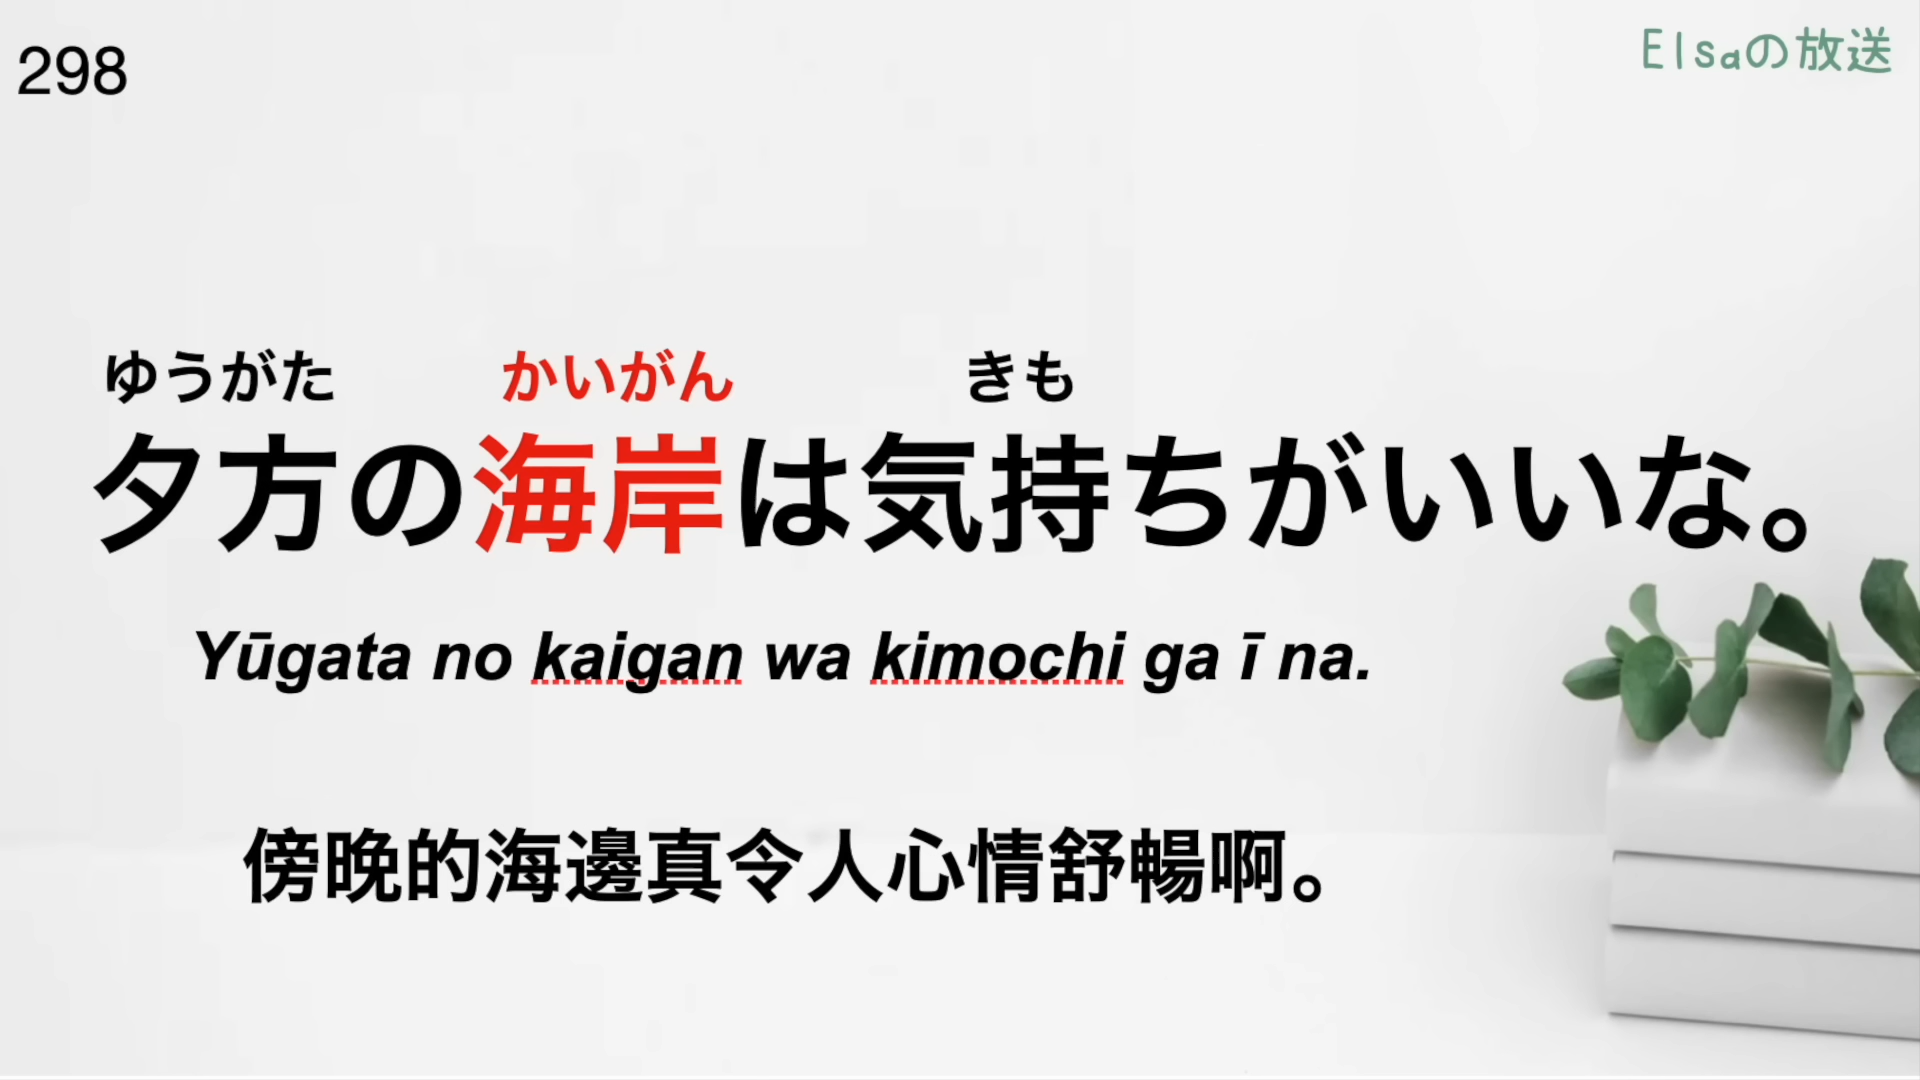 298
Elsaの放送
ゆうがた かいがん きも
夕方の海岸は気持ちがいいな。
Yūgata no kaigan wa kimochi ga ī na.
傍晚的海邊真令人心情舒暢啊。